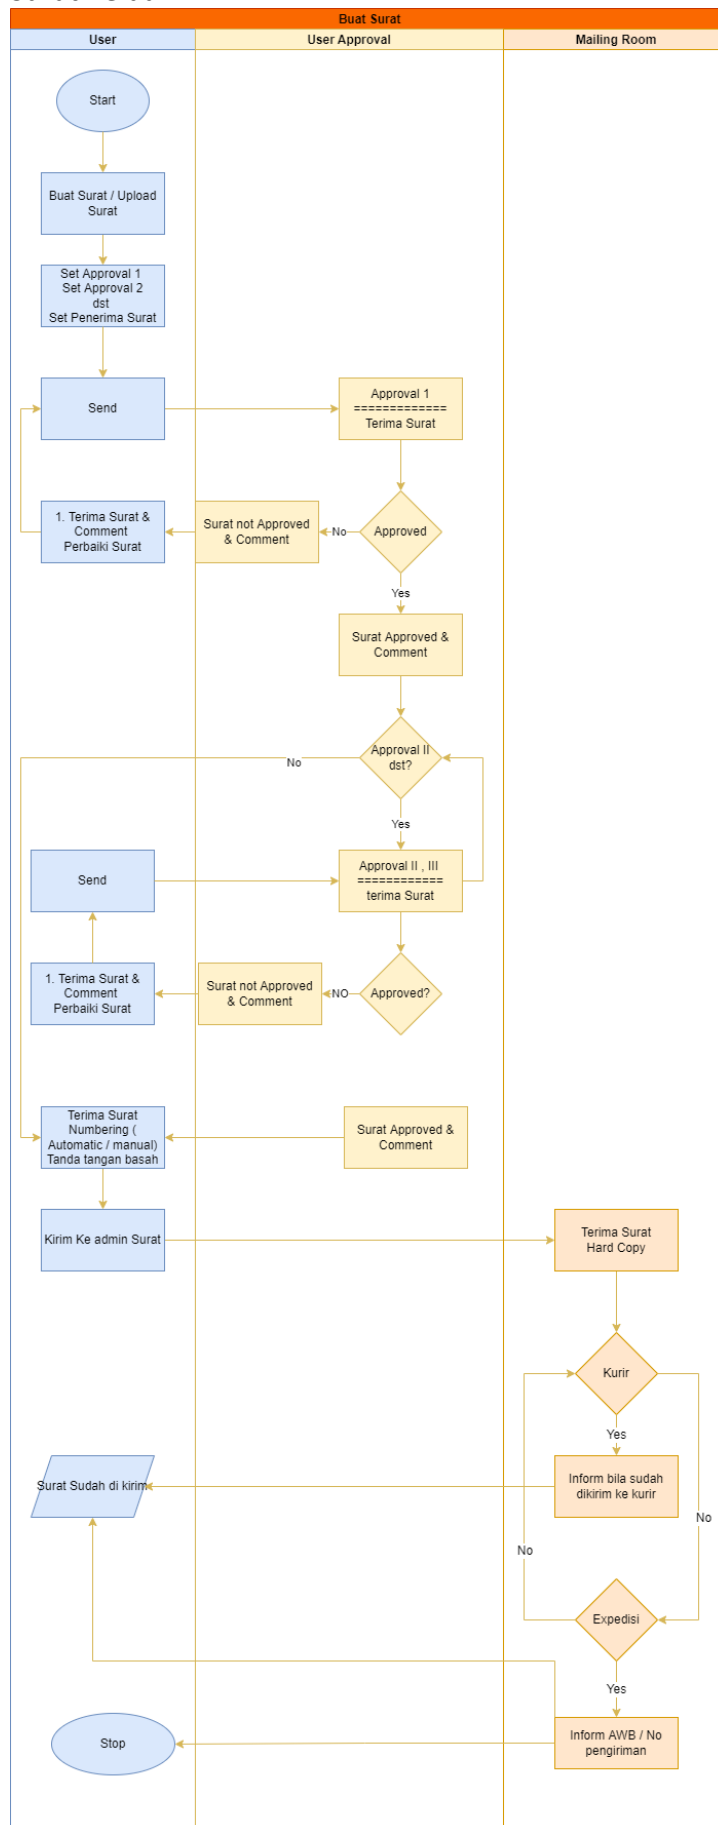 Buat Surat
User
User Approval
Mailing Room
Start
Buat Surat / Upload
Surat
Set Approval 1
Set Approval 2
dst
Set Penerima Surat
Send
Approval 1
=============
Terima Surat
1. Terima Surat &
Comment
Perbaiki Surat
Surat not Approved
& Comment
No
Approved
Yes
Surat Approved &
Comment
Approval II
dst?
No
Yes
Send
Approval II , III
============
terima Surat
1. Terima Surat &
Comment
Perbaiki Surat
Surat not Approved
& Comment
NO
Approved?
Terima Surat
Numbering (
Automatic / manual)
Tanda tangan basah
Surat Approved &
Comment
Kirim Ke admin Surat
Terima Surat
Hard Copy
Kurir
Yes
Surat Sudah di kirim
Inform bila sudah
dikirim ke kurir
No
No
Expedisi
Yes
Stop
Inform AWB / No
pengiriman